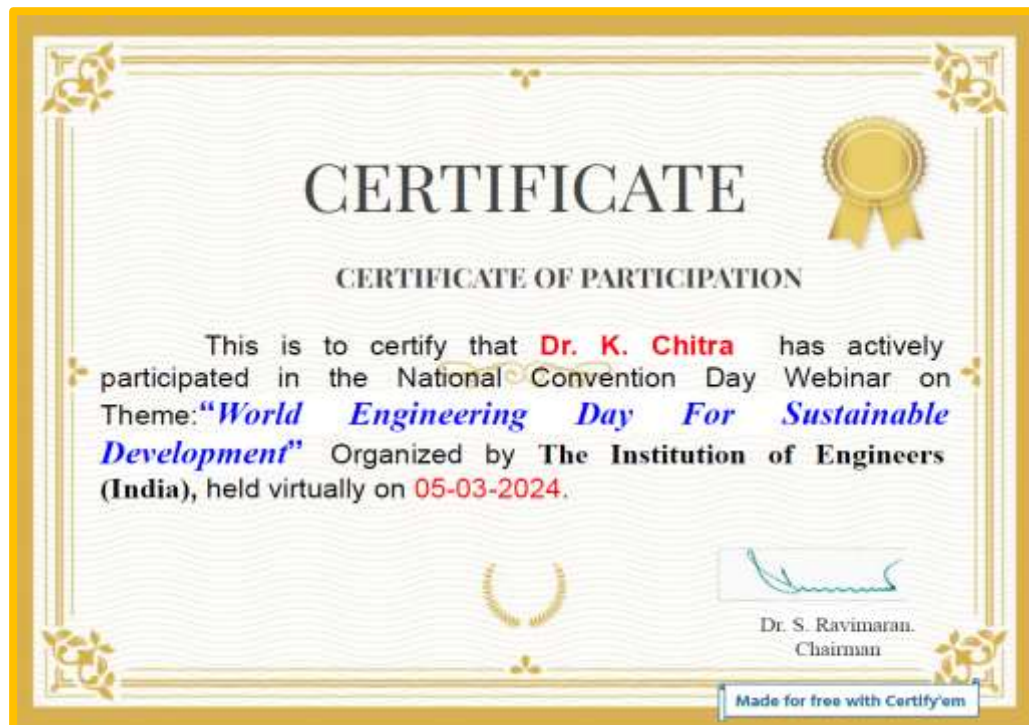 CERTIFICATE
CERTIFICATE OF PARTICIPATION
This is to certify that Dr. K. Chitra has actively
participated in the National Convention Day Webinar on
Theme:“World Engineering Day For Sustainable
Development” Organized by The Institution of Engineers
(India), held virtually on 05-03-2024.
Dr. S. Ravimaran.
Chairman
Made for free with Certify'em